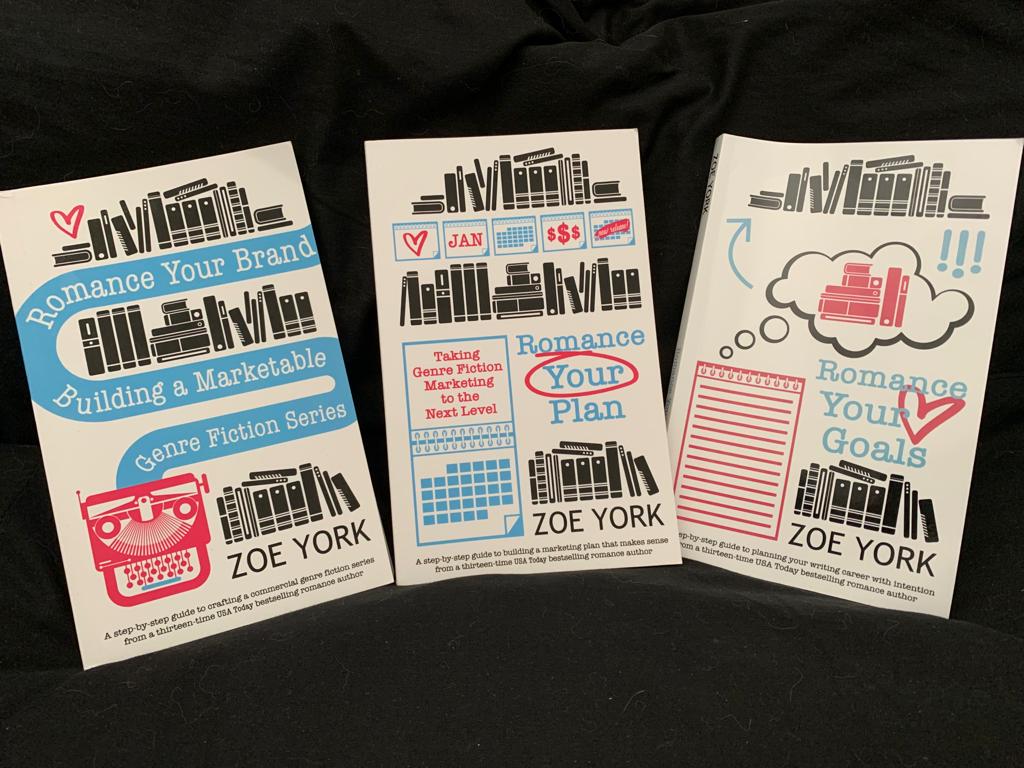 Romance Your Brand
Building a Marketable
Genre Fiction Series
ZOE YORK
A step-by-step guide to crafting a commercial genre fiction series
from a thirteen-time USA Today bestselling romance author
JAN
$$$
new release!
Taking
Genre Fiction
Marketing
to the
Next Level
Romance
Your
Plan
ZOE YORK
A step-by-step guide to building a marketing plan that makes sense
from a thirteen-time USA Today bestselling romance author
ZOE YORK
!!!
Romance
Your
Goals
ZOE YORK
step-by-step guide to planning your writing career with intention
from a thirteen-time USA Today bestselling romance author